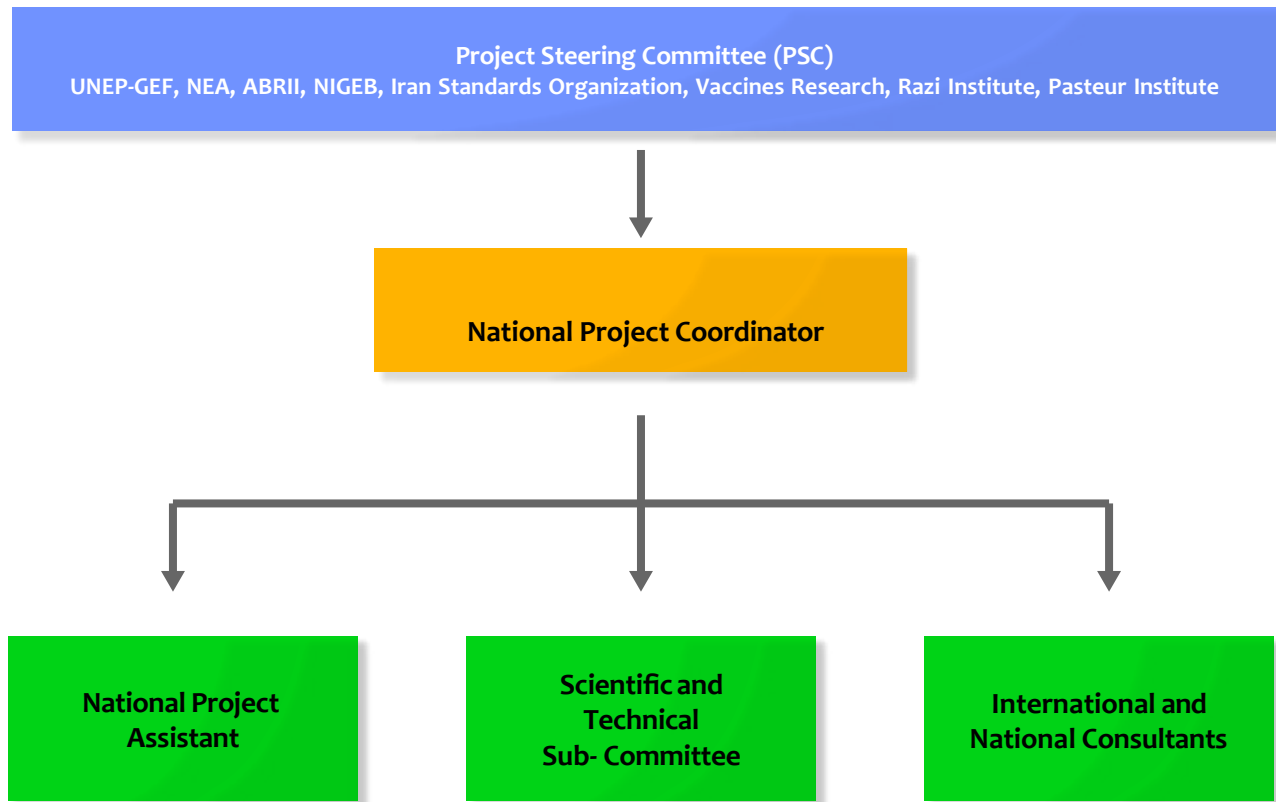 Project Steering Committee (PSC)
UNEP-GEF, NEA, ABRII, NIGEB, Iran Standards Organization, Vaccines Research, Razi Institute, Pasteur Institute
National Project Coordinator
National Project
Assistant
Scientific and
Technical
Sub- Committee
International and
National Consultants